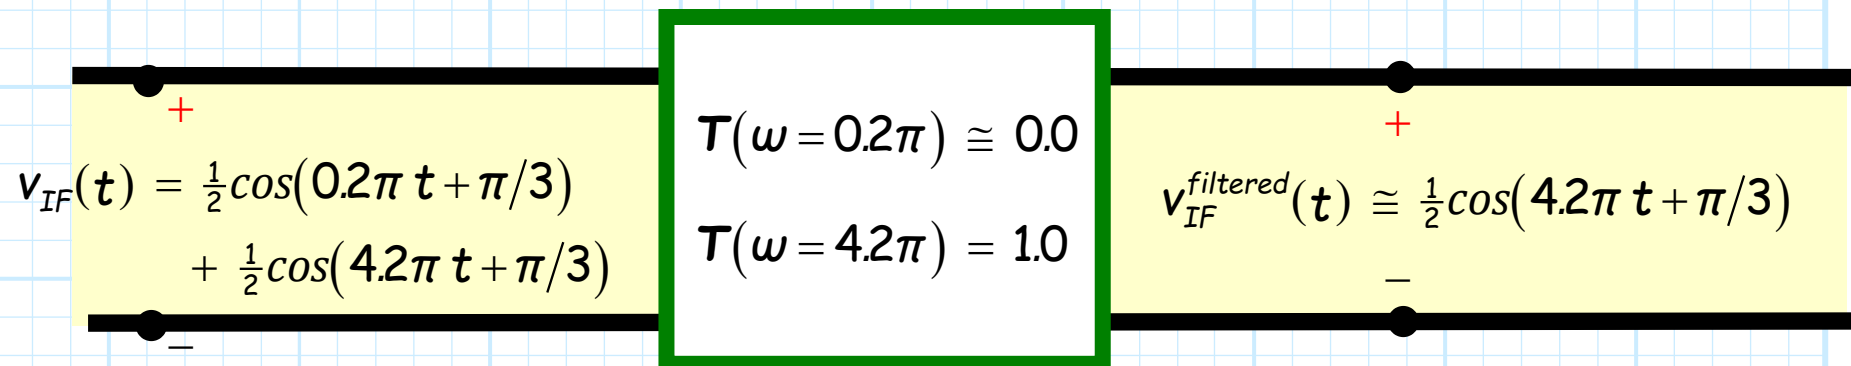 +
v_IF(t) = ½cos(0.2π t + π/3)
+ ½cos(4.2π t + π/3)
−
T(ω = 0.2π) ≅ 0.0
T(ω = 4.2π) = 1.0
+
v_IF^filtered(t) ≅ ½cos(4.2π t + π/3)
−